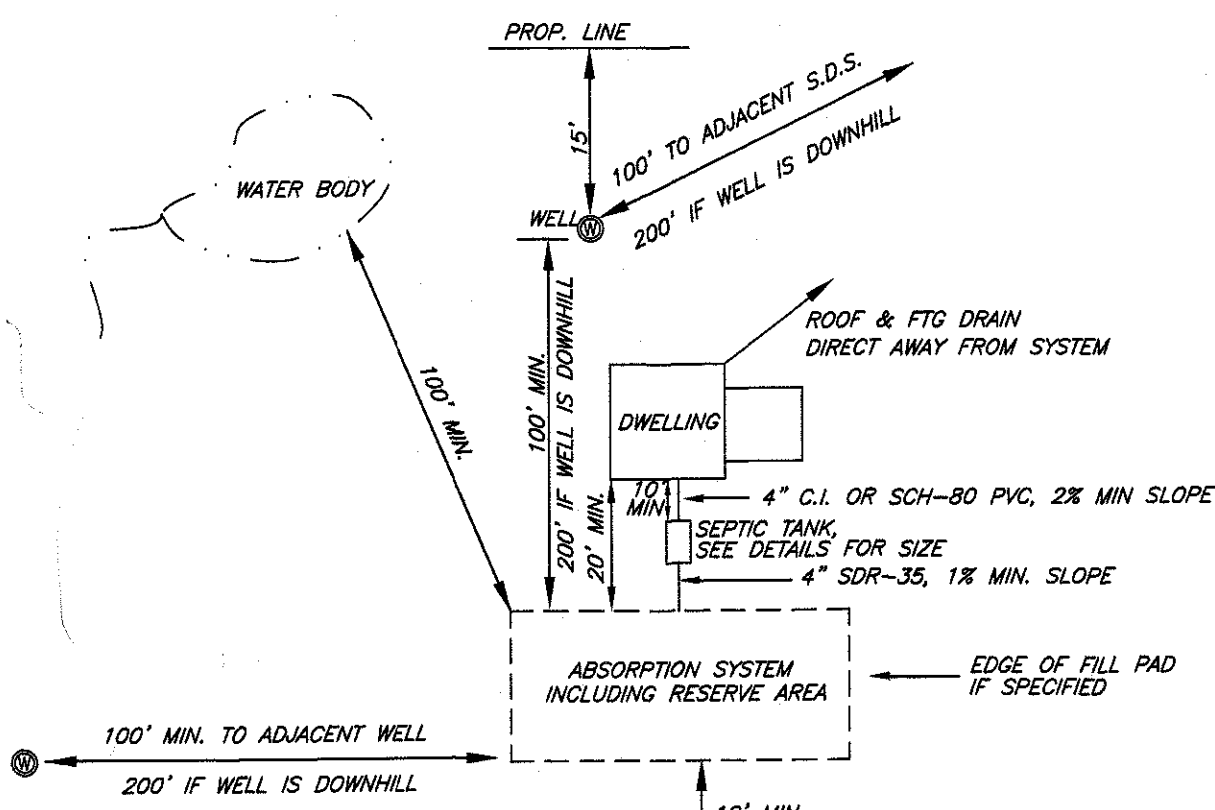 PROP. LINE
15'
100' TO ADJACENT S.D.S.
200' IF WELL IS DOWNHILL
WATER BODY
WELL
W
100' MIN.
100' MIN.
200' IF WELL IS DOWNHILL
ROOF & FTG DRAIN
DIRECT AWAY FROM SYSTEM
DWELLING
20' MIN.
10'
MIN
4" C.I. OR SCH-80 PVC, 2% MIN SLOPE
SEPTIC TANK,
SEE DETAILS FOR SIZE
4" SDR-35, 1% MIN. SLOPE
ABSORPTION SYSTEM
INCLUDING RESERVE AREA
EDGE OF FILL PAD
IF SPECIFIED
100' MIN. TO ADJACENT WELL
W
200' IF WELL IS DOWNHILL